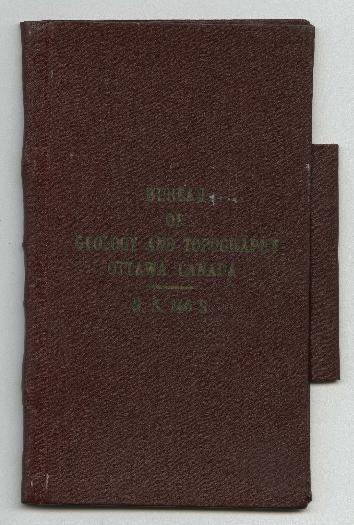 BUREAU
OF
GEOLOGY AND TOPOGRAPHY
OTTAWA CANADA